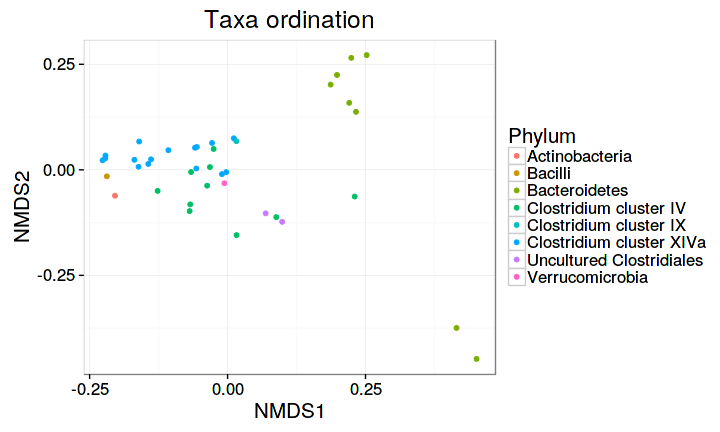 Taxa ordination
0.25
0.00
-0.25
NMDS2
-0.25
0.00
0.25
NMDS1
Phylum
Actinobacteria
Bacilli
Bacteroidetes
Clostridium cluster IV
Clostridium cluster IX
Clostridium cluster XIVa
Uncultured Clostridiales
Verrucomicrobia